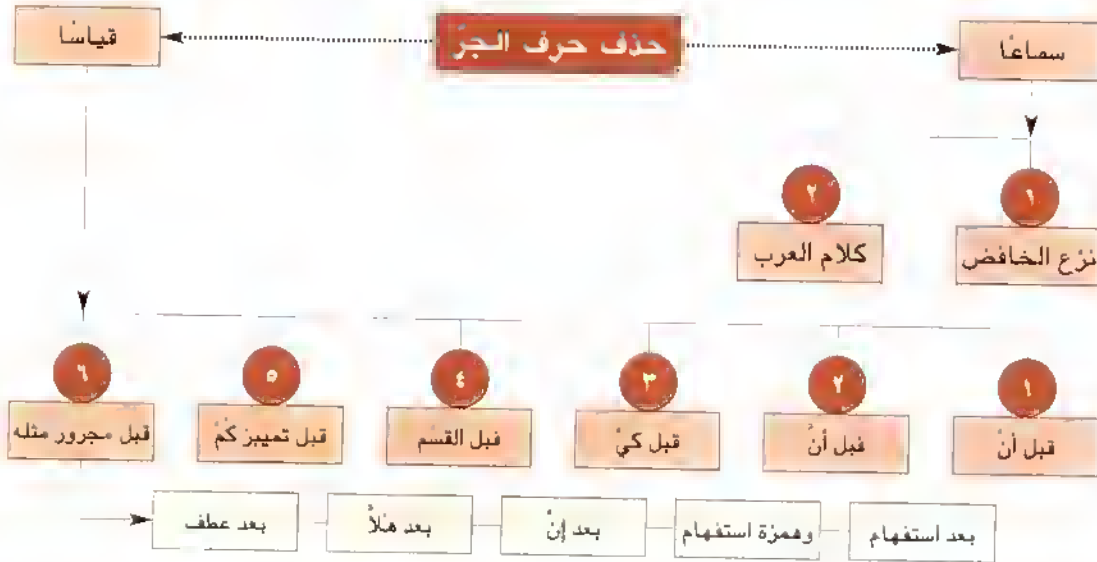 حذف حرف الجرّ
سماعًا
قياسًا
١
نزع الخافض
٢
كلام العرب
١
قبل أنْ
٢
قبل أنّ
٣
قبل كيْ
٤
قبل القسم
٥
قبل تمييز كمْ
٦
قبل مجرور مثله
بعد استفهام
وهمزة استفهام
بعد إنْ
بعد هلّا
بعد عطف